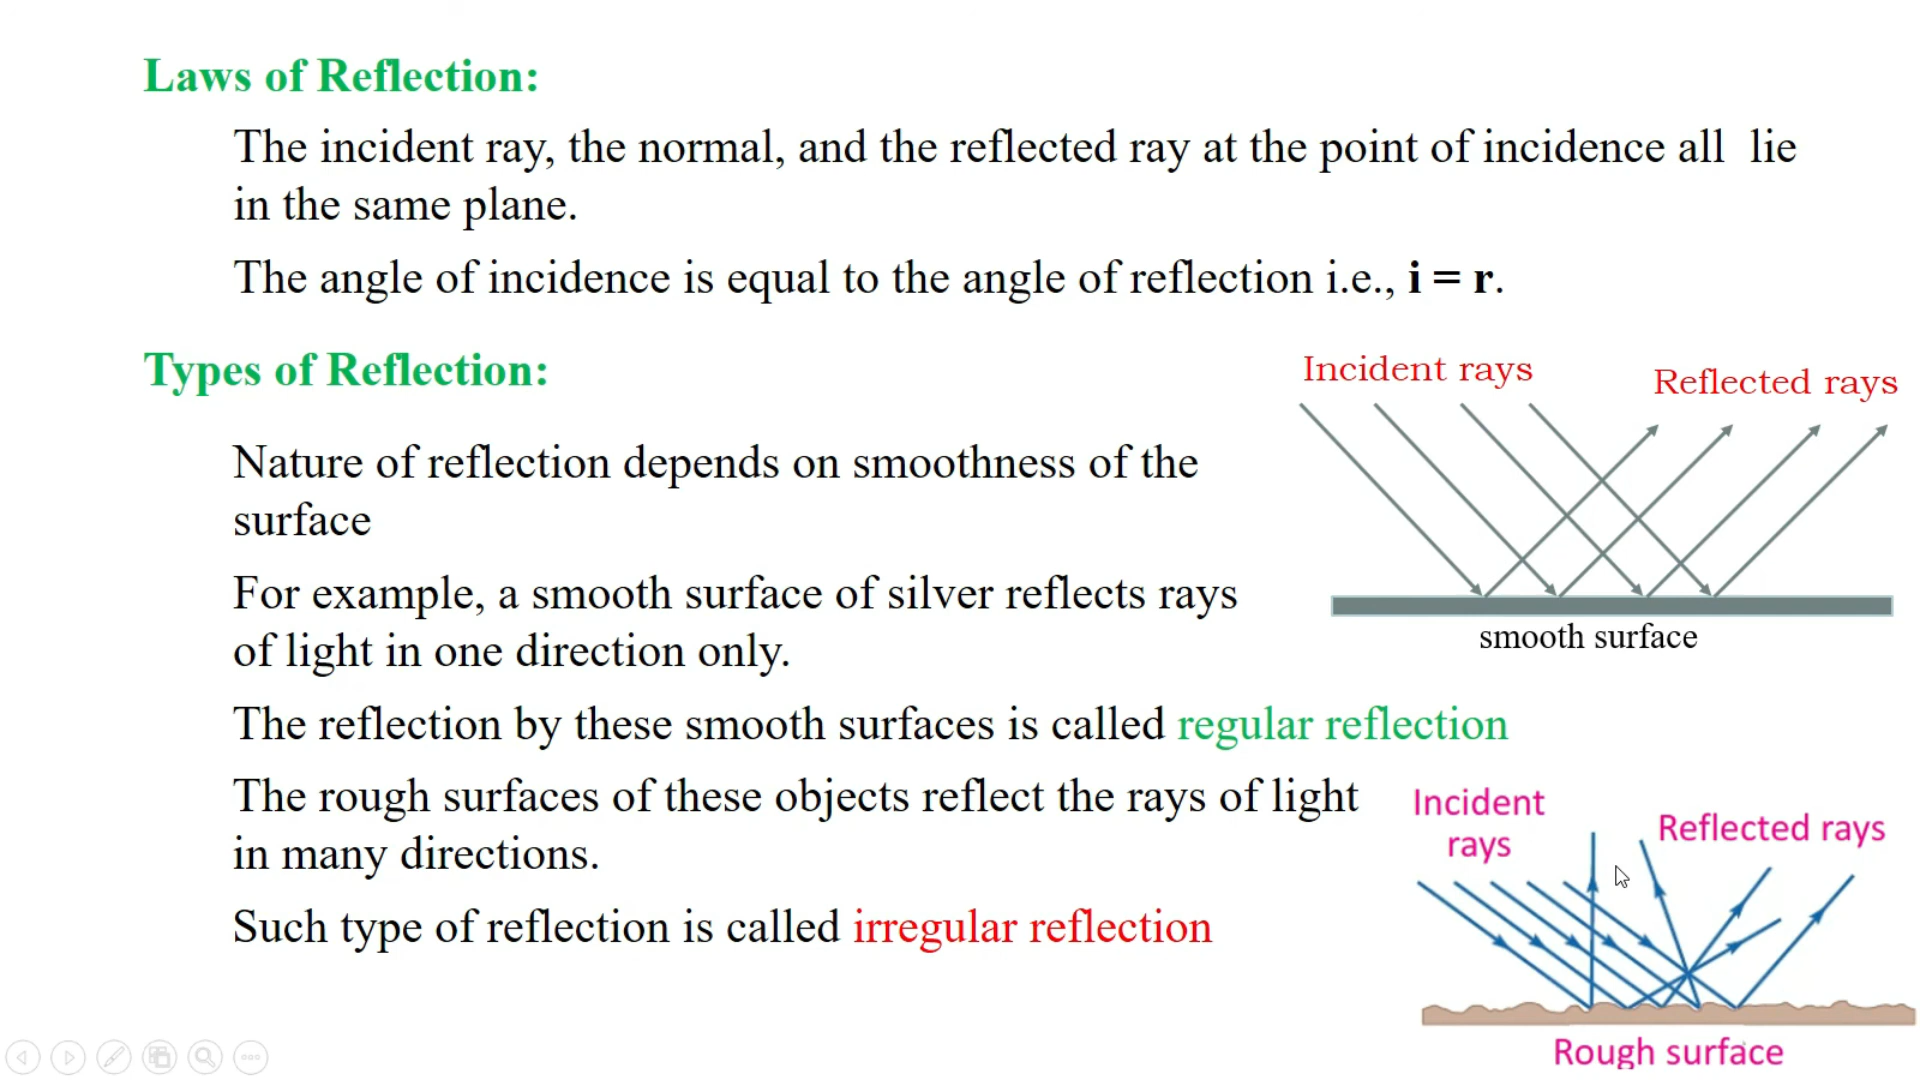 Laws of Reflection:
The incident ray, the normal, and the reflected ray at the point of incidence all lie
in the same plane.
The angle of incidence is equal to the angle of reflection i.e., i = r.
Types of Reflection:
Incident rays
Reflected rays
Nature of reflection depends on smoothness of the
surface
For example, a smooth surface of silver reflects rays
of light in one direction only.
smooth surface
The reflection by these smooth surfaces is called regular reflection
The rough surfaces of these objects reflect the rays of light
in many directions.
Such type of reflection is called irregular reflection
Incident
rays
Reflected rays
Rough surface